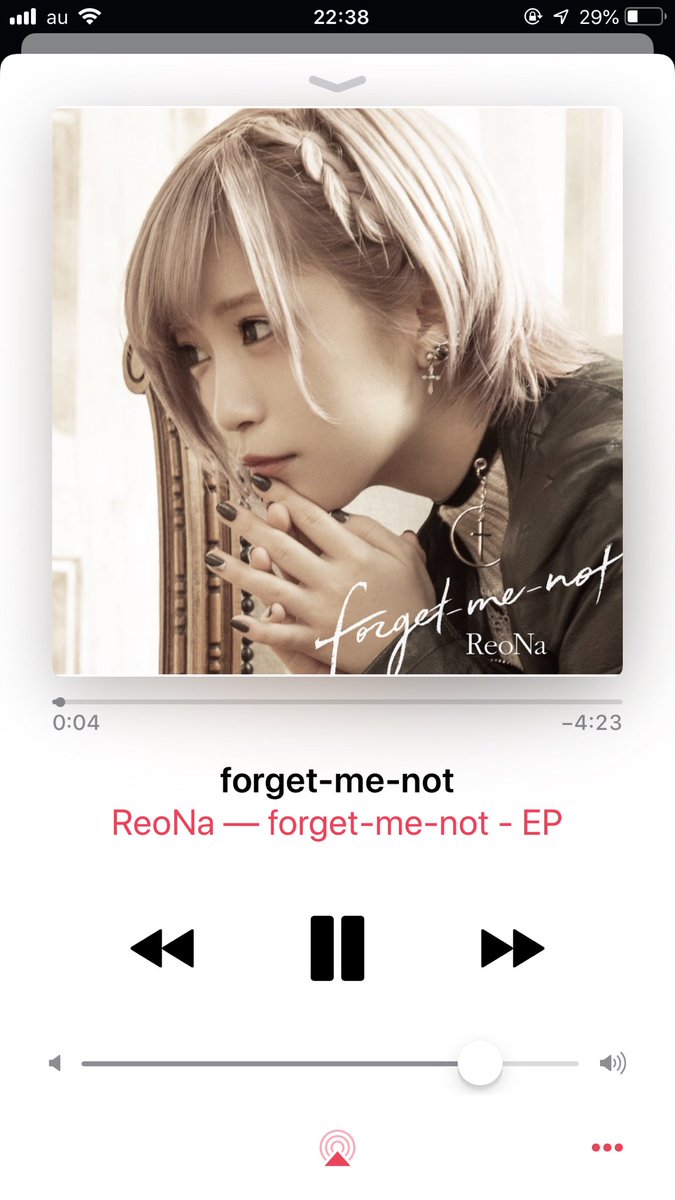 au 22:38 29%
forget-me-not
ReoNa
0:04 −4:23
forget-me-not
ReoNa — forget-me-not - EP